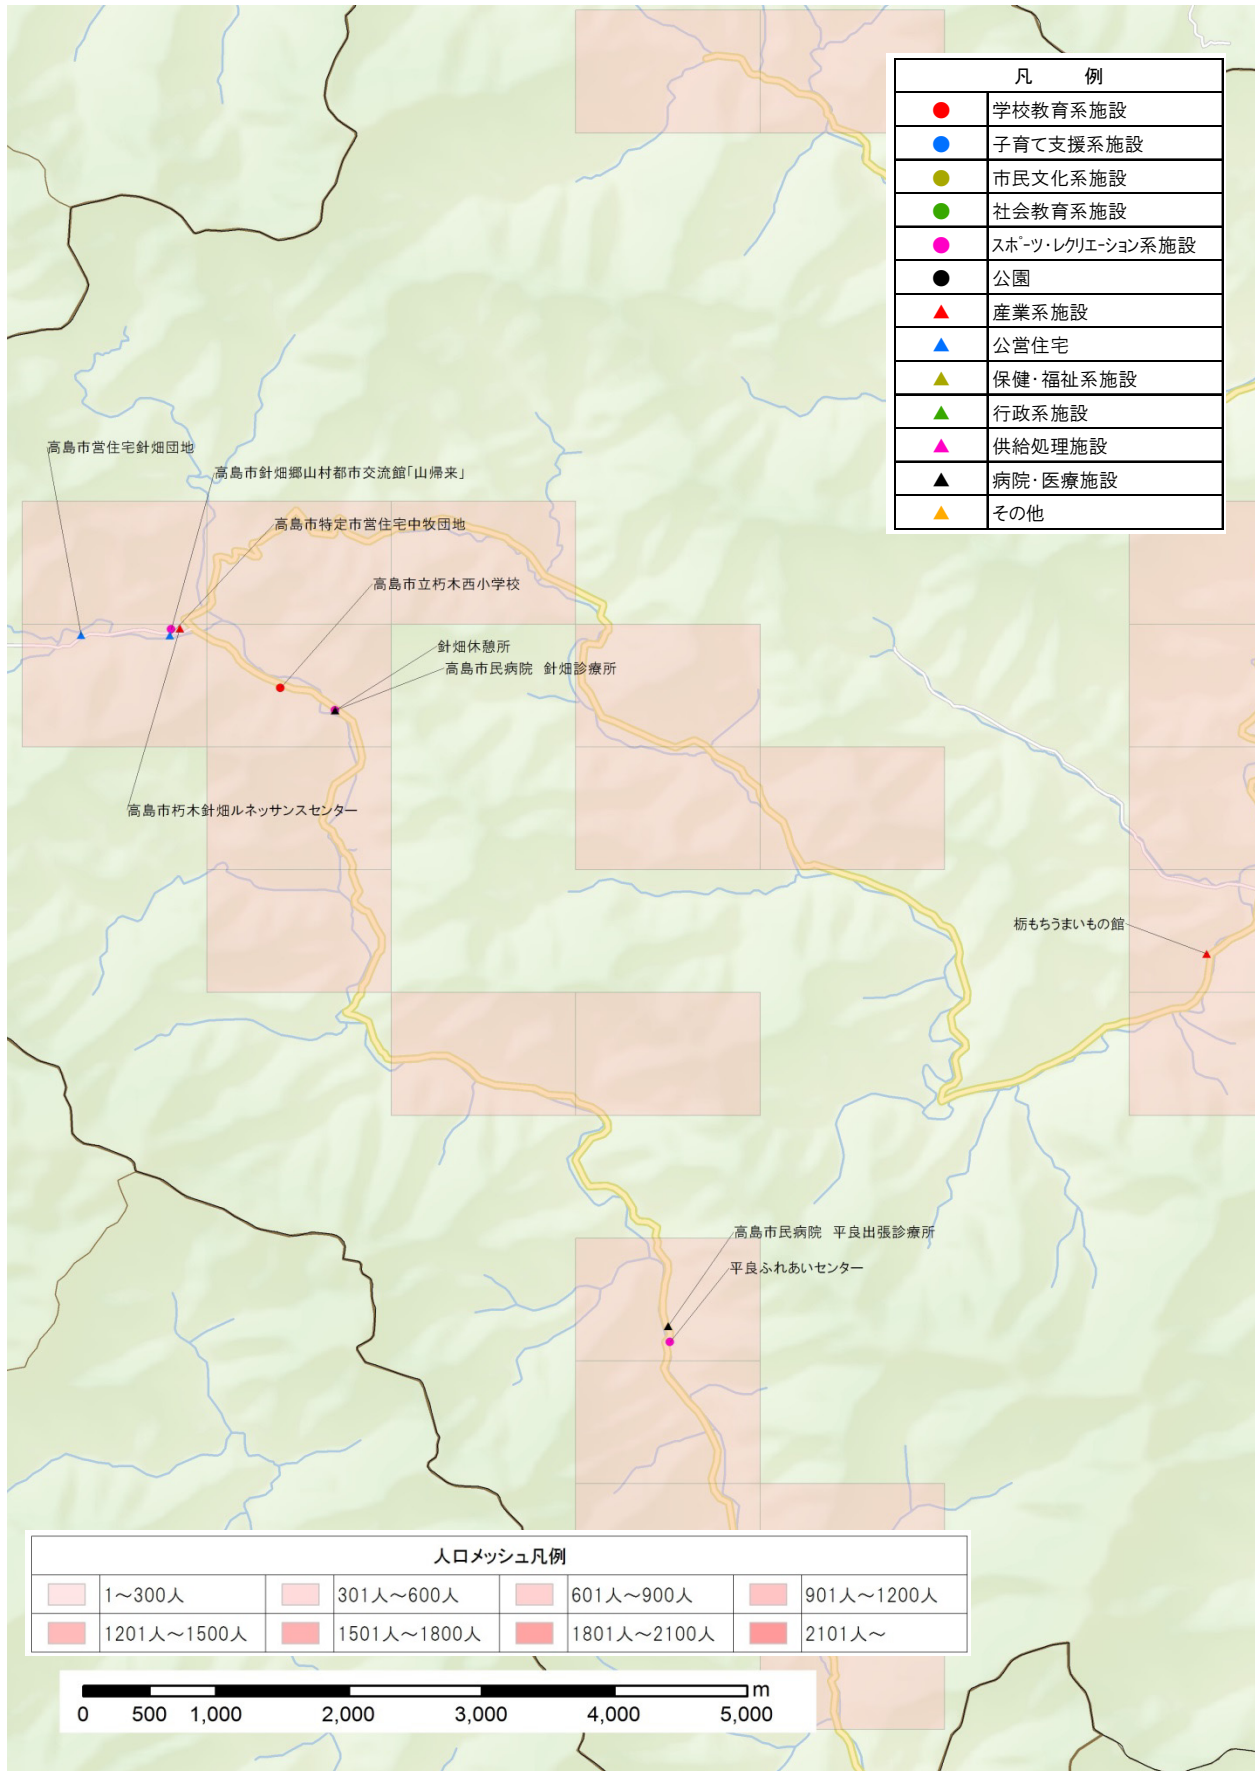 凡 例
学校教育系施設
子育て支援系施設
市民文化系施設
社会教育系施設
スポーツ・レクリエーション系施設
公園
産業系施設
公営住宅
保健・福祉系施設
行政系施設
供給処理施設
病院・医療施設
その他
高島市営住宅針畑団地
高島市針畑郷山村都市交流館「山帰来」
高島市特定市営住宅中牧団地
高島市立朽木西小学校
針畑休憩所
高島市民病院 針畑診療所
高島市朽木針畑ルネッサンスセンター
栃もちうまいもの館
高島市民病院 平良出張診療所
平良ふれあいセンター
人口メッシュ凡例
1～300人 301人～600人 601人～900人 901人～1200人
1201人～1500人 1501人～1800人 1801人～2100人 2101人～
m
0 500 1,000 2,000 3,000 4,000 5,000